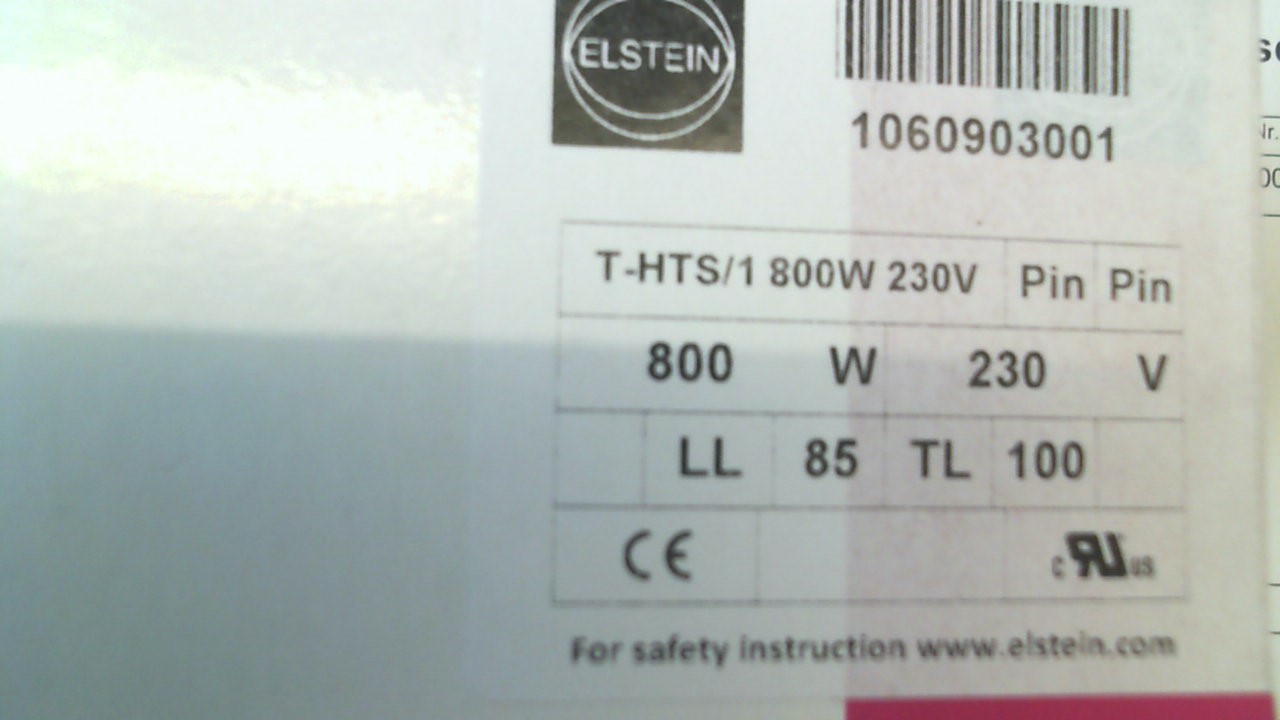 ELSTEIN
1060903001
T-HTS/1 800W 230V Pin Pin
800 W 230 V
LL 85 TL 100
CE c RU us
For safety instruction www.elstein.com